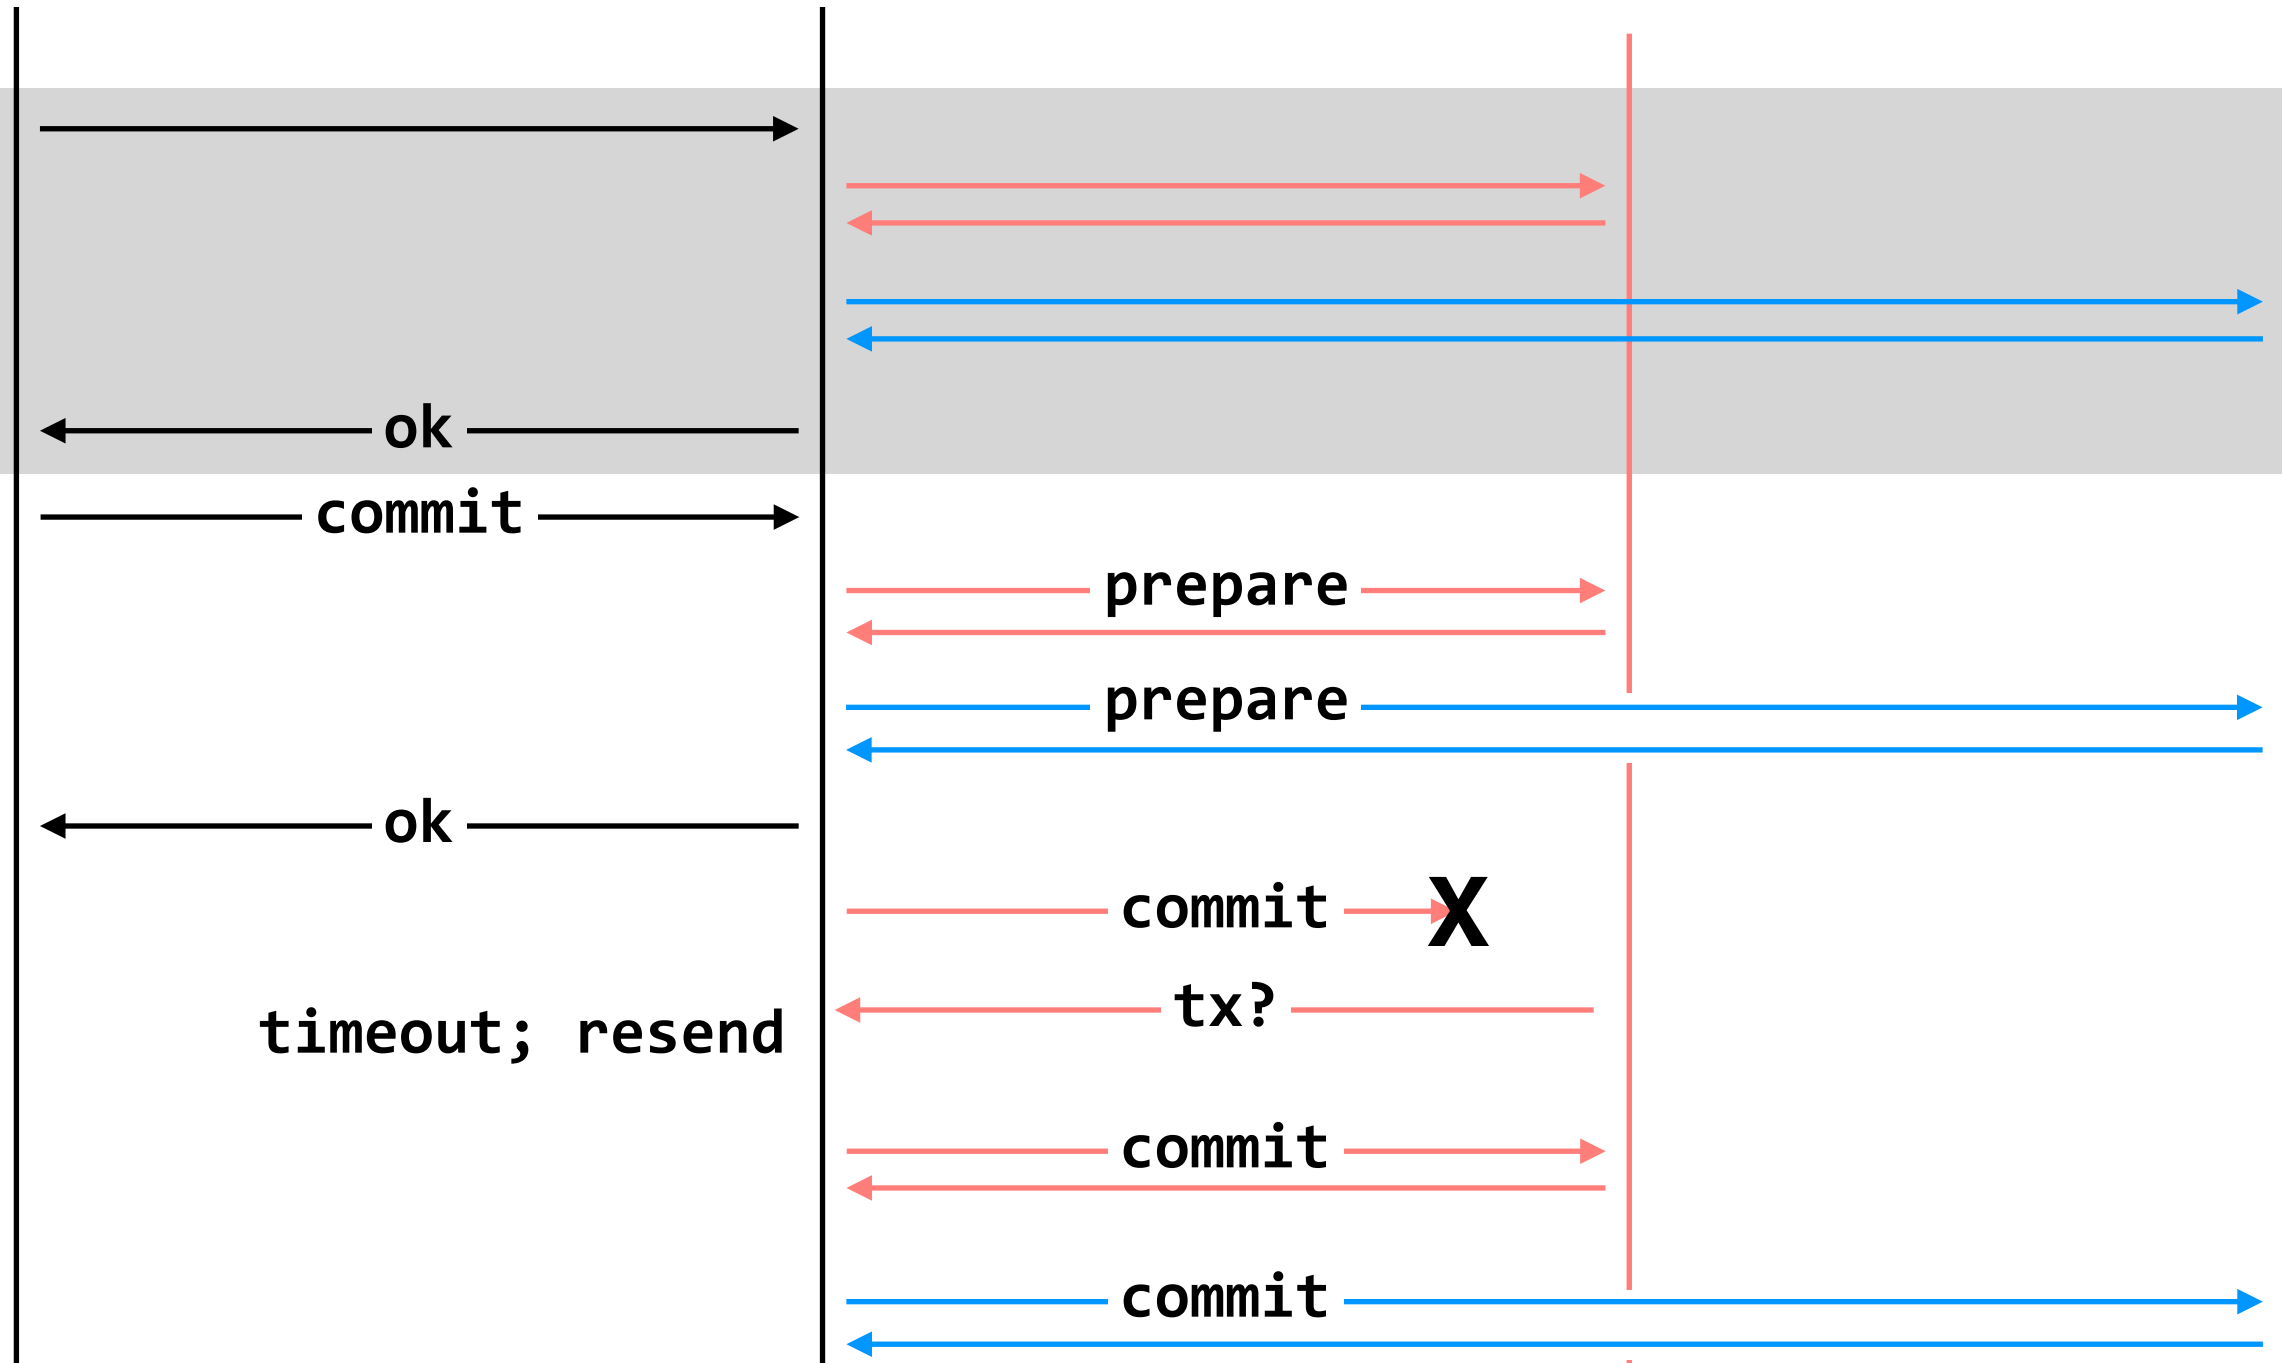 ok
commit
prepare
prepare
ok
commit X
tx?
timeout; resend
commit
commit